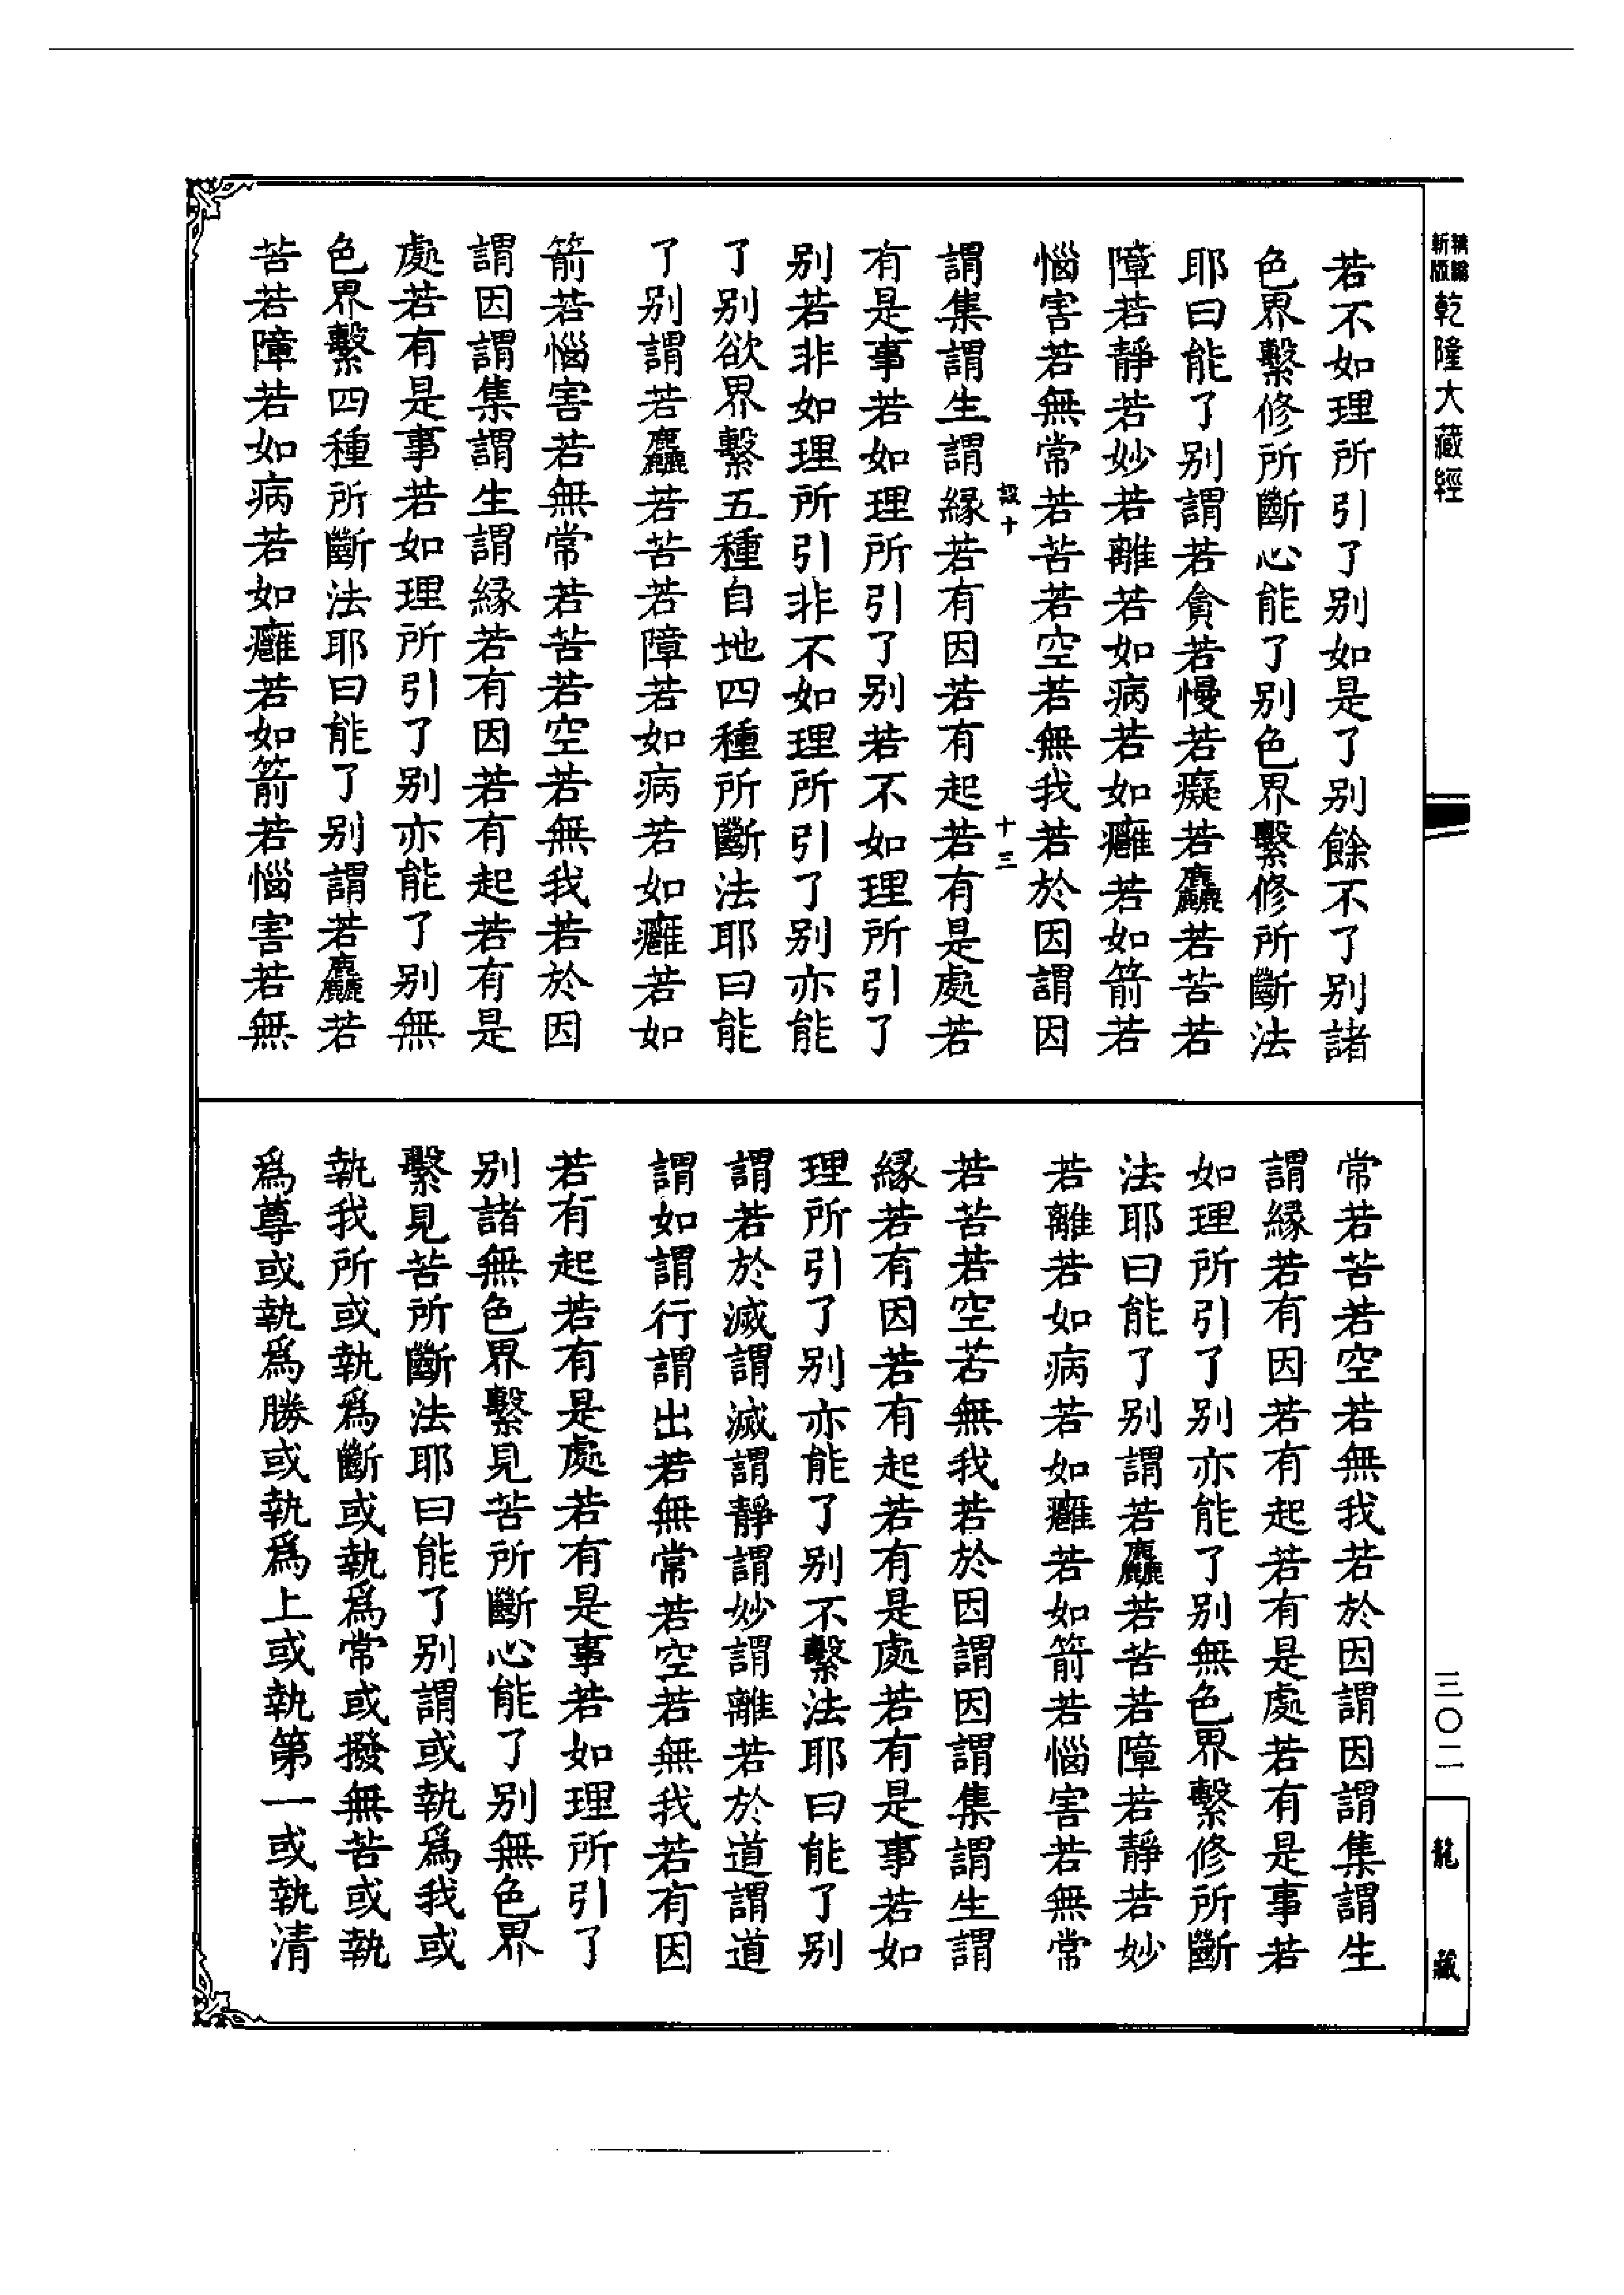 新編縮版
乾隆大藏經
若不如理所引了别如是了别餘不了别諸
色界繫修所斷心能了别色界繫修所斷法
耶曰能了别謂若貪若慢若癡若麤若苦若
障若靜若妙若離若如病若如癰若如箭若
惱害若無常若苦若空若無我若於因謂因
設十
十三
謂集謂生謂緣若有因若有起若有是處若
有是事若如理所引了别若不如理所引了
别若非如理所引非不如理所引了别亦能
了别欲界繫五種自地四種所斷法耶曰能
了别謂若麤若苦若障若如病若如癰若如
箭若惱害若無常若苦若空若無我若於因
謂因謂集謂生謂緣若有因若有起若有是
處若有是事若如理所引了别亦能了别無
色界繫四種所斷法耶曰能了别謂若麤若
苦若障若如病若如癰若如箭若惱害若無
常若苦若空若無我若於因謂因謂集謂生
謂緣若有因若有起若有是處若有是事若
如理所引了别亦能了别無色界繫修所斷
法耶曰能了别謂若麤若苦若障若靜若妙
若離若如病若如癰若如箭若惱害若無常
若苦若空若無我若於因謂因謂集謂生謂
緣若有因若有起若有是處若有是事若如
理所引了别亦能了别不繫法耶曰能了别
謂若於滅謂滅謂靜謂妙謂離若於道謂道
謂如謂行謂出若無常若空若無我若有因
若有起若有是處若有是事若如理所引了
别諸無色界繫見苦所斷心能了别無色界
繫見苦所斷法耶曰能了别謂或執爲我或
執我所或執爲斷或執爲常或撥無苦或執
爲尊或執爲勝或執爲上或執第一或執清
三〇二
龍藏